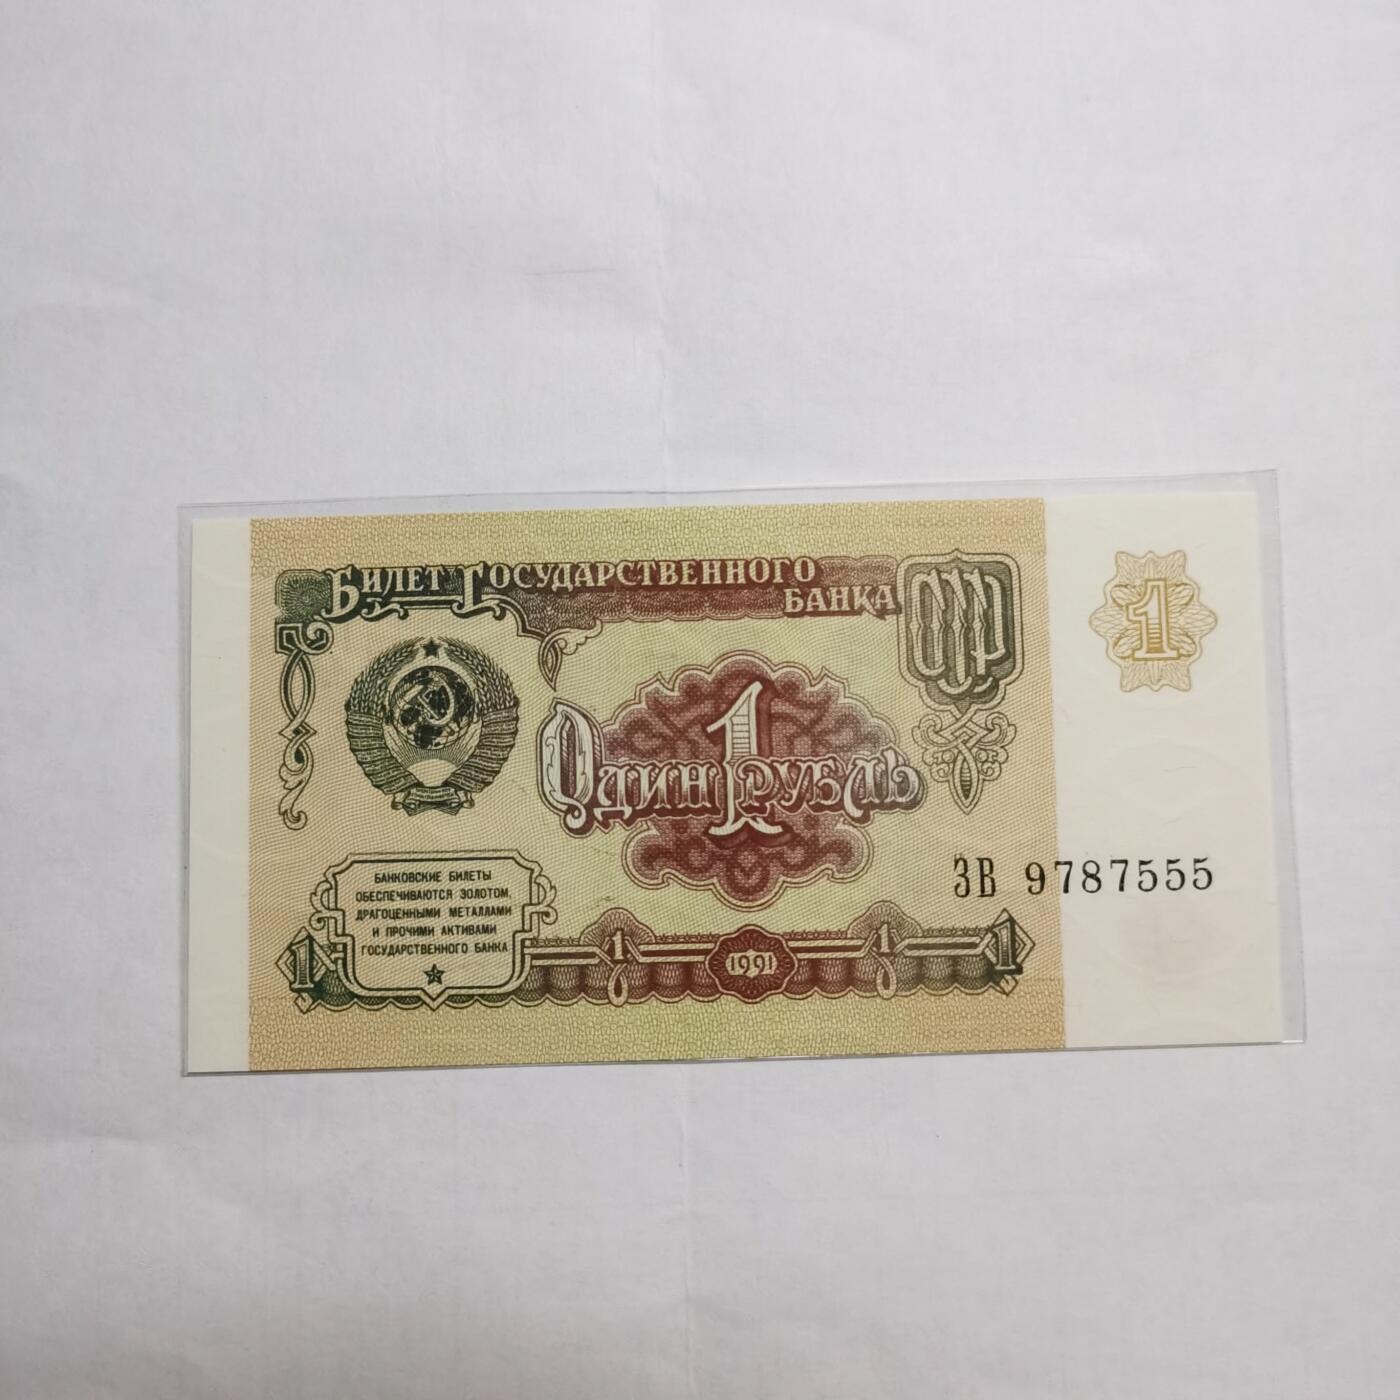 Билет Государственного
Банка
СССР
1
1
Один рубль
ЗВ 9787555
БАНКОВСКИЕ БИЛЕТЫ
ОБЕСПЕЧИВАЮТСЯ ЗОЛОТОМ,
ДРАГОЦЕННЫМИ МЕТАЛЛАМИ
И ПРОЧИМИ АКТИВАМИ
ГОСУДАРСТВЕННОГО БАНКА
1 1 1991 1 1